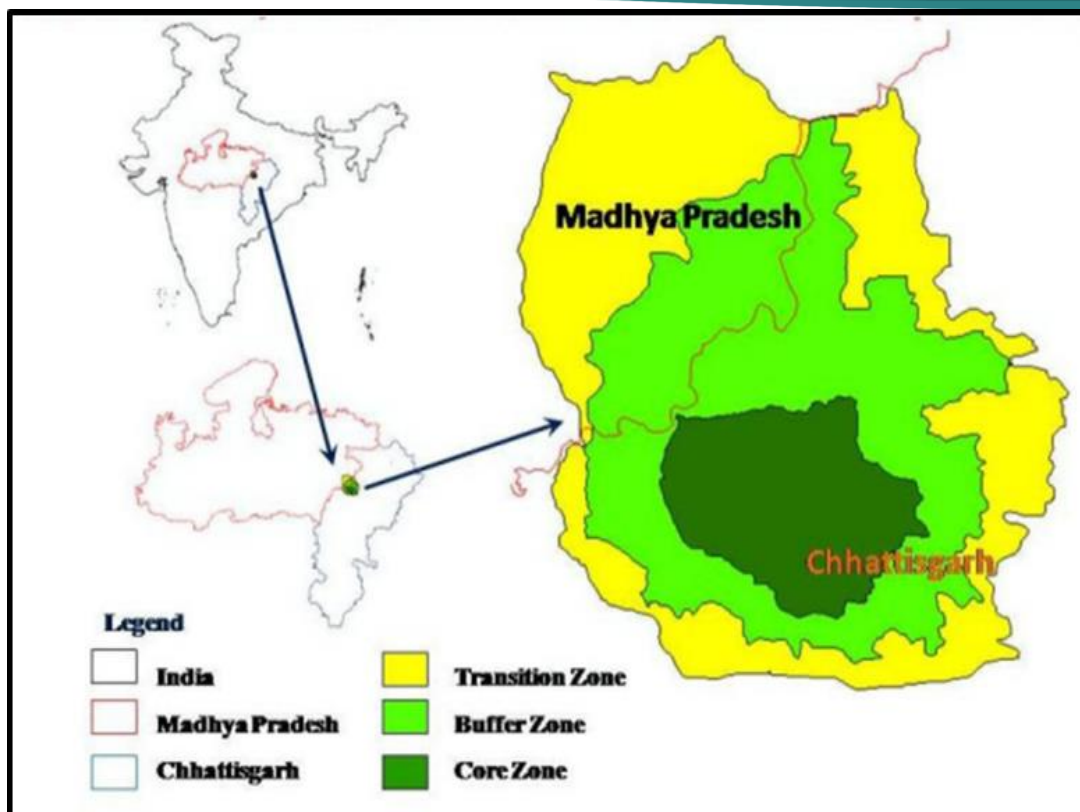 Madhya Pradesh
Chhattisgarh
Legend
India
Madhya Pradesh
Chhattisgarh
Transition Zone
Buffer Zone
Core Zone